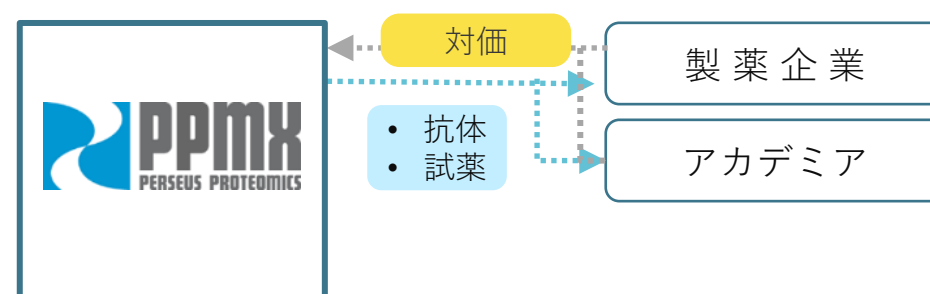 対価
製薬企業
PPMX
PERSEUS PROTEOMICS
• 抗体
• 試薬
アカデミア